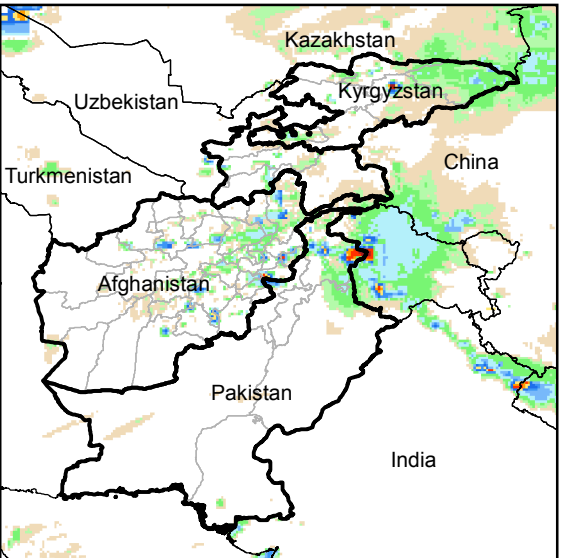 Kazakhstan
Kyrgyzstan
Uzbekistan
China
Turkmenistan
Afghanistan
Pakistan
India